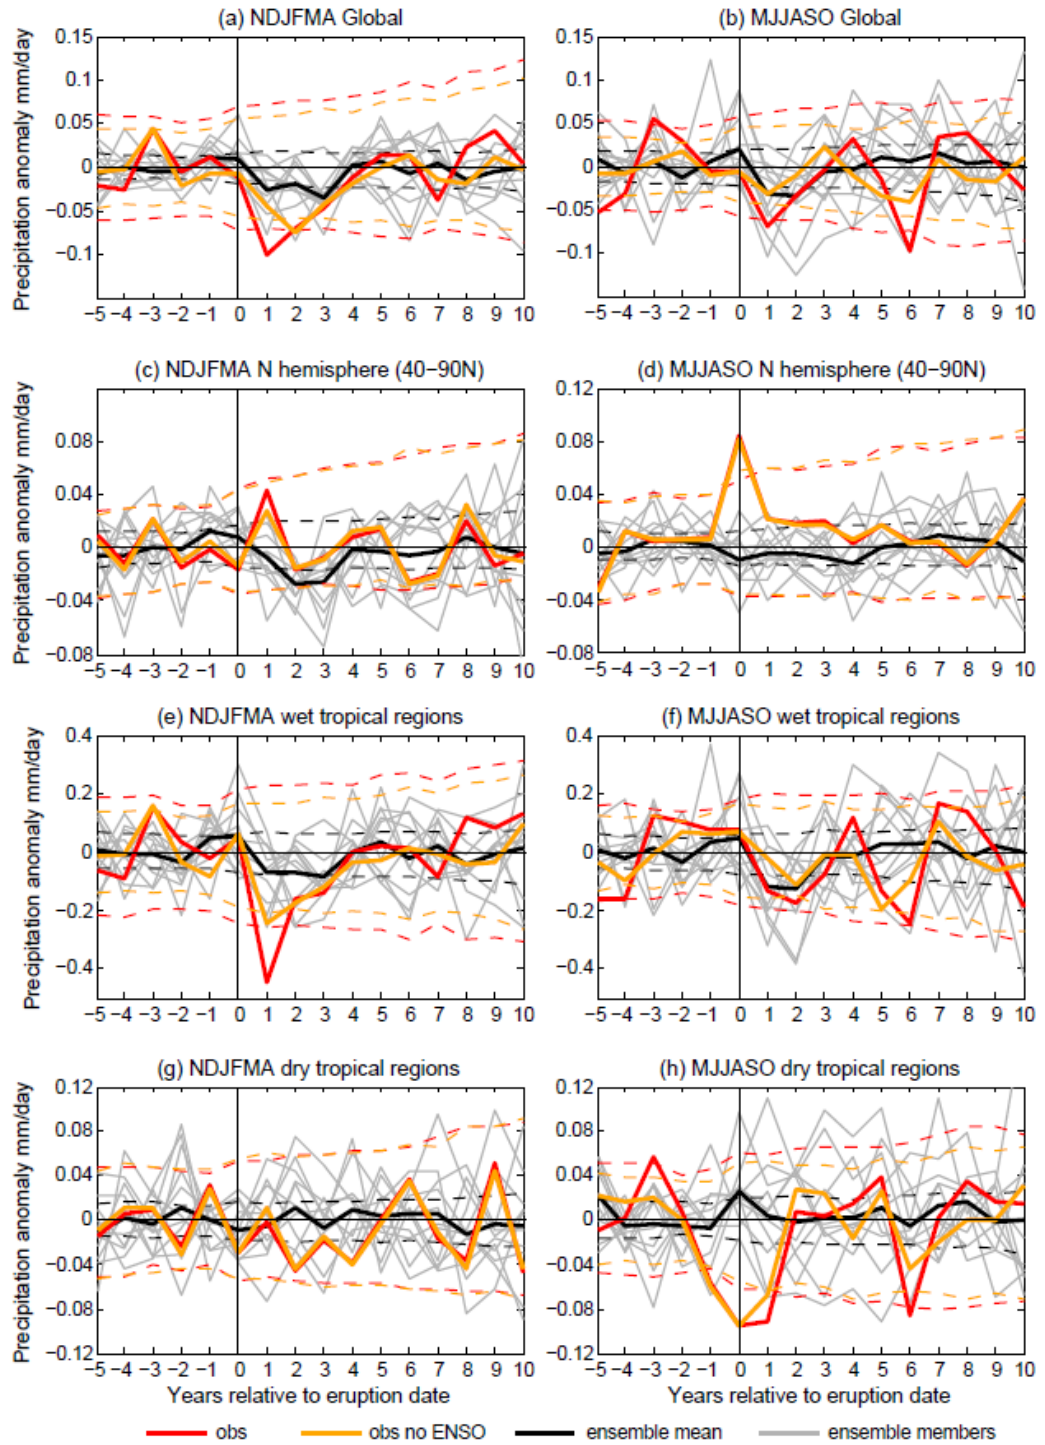 (a) NDJFMA Global
(b) MJJASO Global
Precipitation anomaly mm/day
0.15
0.1
0.05
0
−0.05
−0.1
−5 −4 −3 −2 −1 0 1 2 3 4 5 6 7 8 9 10
0.15
0.1
0.05
0
−0.05
−0.1
−5 −4 −3 −2 −1 0 1 2 3 4 5 6 7 8 9 10
(c) NDJFMA N hemisphere (40−90N)
(d) MJJASO N hemisphere (40−90N)
Precipitation anomaly mm/day
0.08
0.04
0
−0.04
−0.08
−5 −4 −3 −2 −1 0 1 2 3 4 5 6 7 8 9 10
0.12
0.08
0.04
0
−0.04
−0.08
−5 −4 −3 −2 −1 0 1 2 3 4 5 6 7 8 9 10
(e) NDJFMA wet tropical regions
(f) MJJASO wet tropical regions
Precipitation anomaly mm/day
0.4
0.2
0
−0.2
−0.4
−5 −4 −3 −2 −1 0 1 2 3 4 5 6 7 8 9 10
0.4
0.2
0
−0.2
−0.4
−5 −4 −3 −2 −1 0 1 2 3 4 5 6 7 8 9 10
(g) NDJFMA dry tropical regions
(h) MJJASO dry tropical regions
Precipitation anomaly mm/day
0.12
0.08
0.04
0
−0.04
−0.08
−0.12
−5 −4 −3 −2 −1 0 1 2 3 4 5 6 7 8 9 10
Years relative to eruption date
0.12
0.08
0.04
0
−0.04
−0.08
−0.12
−5 −4 −3 −2 −1 0 1 2 3 4 5 6 7 8 9 10
Years relative to eruption date
obs
obs no ENSO
ensemble mean
ensemble members